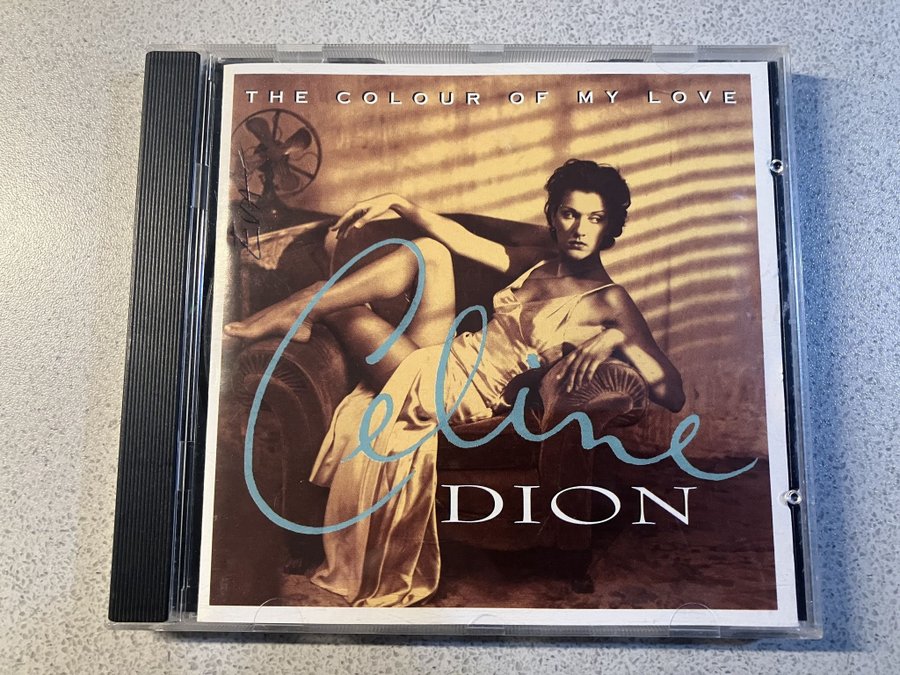 THE COLOUR OF MY LOVE
Celine
DION